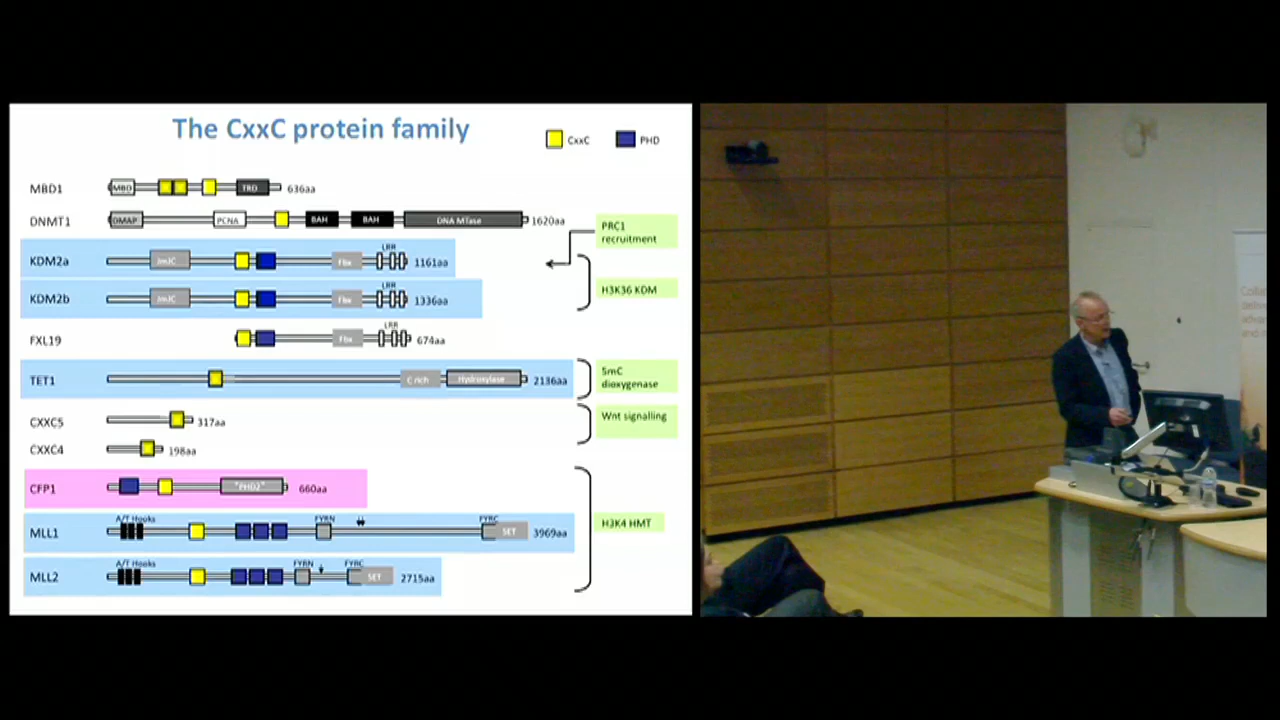 The CxxC protein family
CxxC
PHD
MBD1
MBD
TRD
636aa
DNMT1
DMAP
PCNA
BAH
BAH
DNA MTase
1620aa
PRC1
recruitment
KDM2a
JmJC
Fbx
LRR
1161aa
KDM2b
JmJC
Fbx
LRR
1336aa
H3K36 KDM
FXL19
Fbx
LRR
674aa
TET1
C rich
Hydroxylase
2136aa
5mC
dioxygenase
CXXC5
317aa
Wnt signalling
CXXC4
198aa
CFP1
"PHD2"
660aa
MLL1
A/T Hooks
FYRN
FYRC
SET
3969aa
H3K4 HMT
MLL2
A/T Hooks
FYRN
FYRC
SET
2715aa